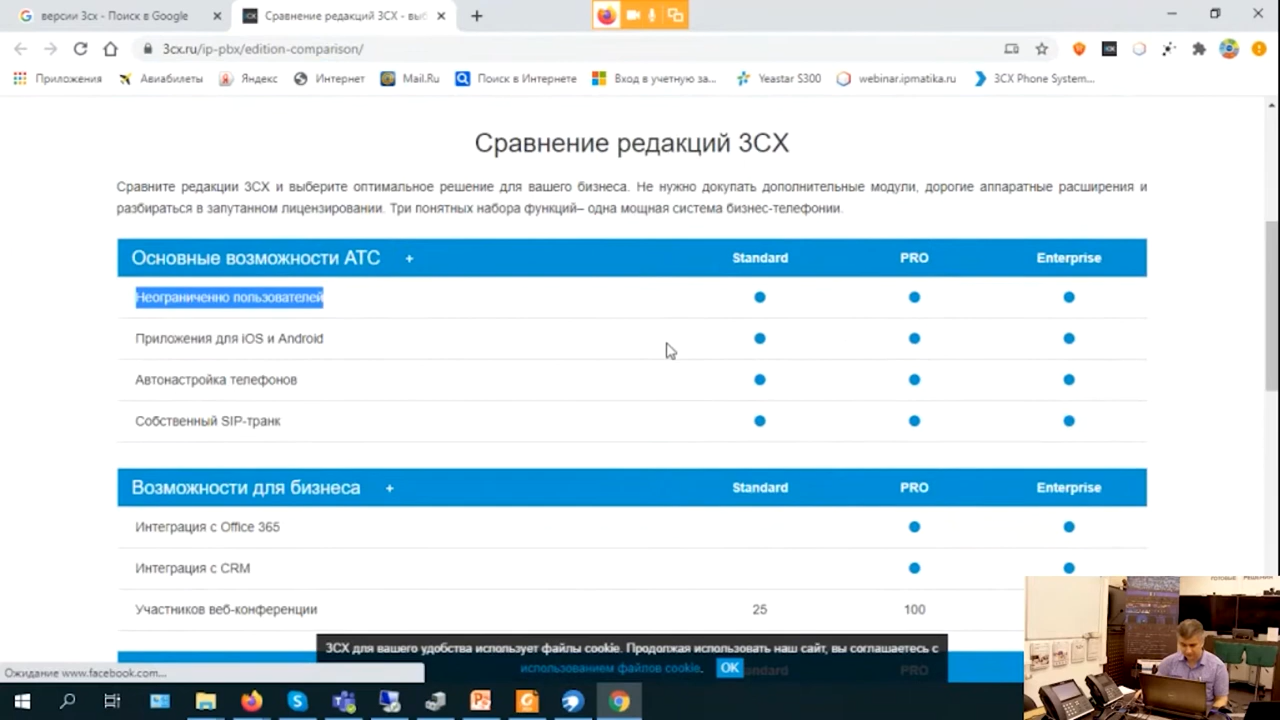 версии 3сх - Поиск в Google
Сравнение редакций 3CX - выб
3cx.ru/ip-pbx/edition-comparison/
Приложения
Авиабилеты
Яндекс
Интернет
Mail.Ru
Поиск в Интернете
Вход в учетную за...
Yeastar S300
webinar.ipmatika.ru
3CX Phone System...
Сравнение редакций 3CX
Сравните редакции 3CX и выберите оптимальное решение для вашего бизнеса. Не нужно докупать дополнительные модули, дорогие аппаратные расширения и
разбираться в запутанном лицензировании. Три понятных набора функций– одна мощная система бизнес-телефонии.
Основные возможности АТС + Standard PRO Enterprise
Неограниченно пользователей
Приложения для iOS и Android
Автонастройка телефонов
Собственный SIP-транк
Возможности для бизнеса + Standard PRO Enterprise
Интеграция с Office 365
Интеграция с CRM
Участников веб-конференции 25 100
3CX для вашего удобства использует файлы cookie. Продолжая использовать наш сайт, вы соглашаетесь с
использованием файлов cookie. OK
PRO
Ожидание www.facebook.com...
ГОТОВЫЕ РЕШЕНИЯ